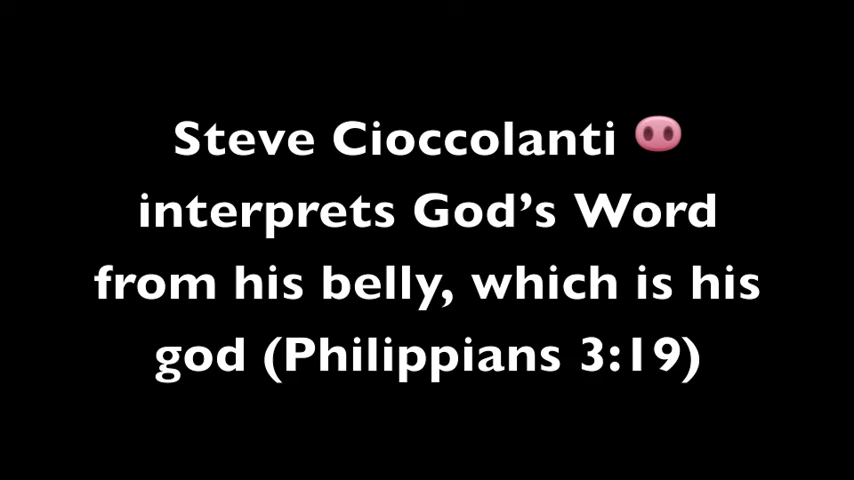 Steve Cioccolanti 🐽
interprets God’s Word
from his belly, which is his
god (Philippians 3:19)